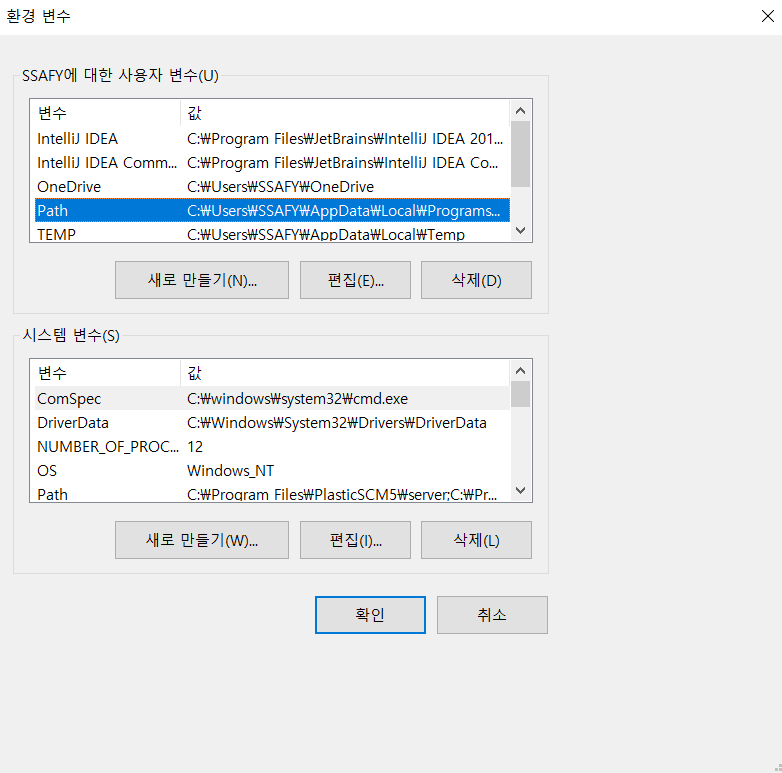 환경 변수
SSAFY에 대한 사용자 변수(U)
변수 값
IntelliJ IDEA C:₩Program Files₩JetBrains₩IntelliJ IDEA 201...
IntelliJ IDEA Comm... C:₩Program Files₩JetBrains₩IntelliJ IDEA Co...
OneDrive C:₩Users₩SSAFY₩OneDrive
Path C:₩Users₩SSAFY₩AppData₩Local₩Programs...
TEMP C:₩Users₩SSAFY₩AppData₩Local₩Temp
새로 만들기(N)... 편집(E)... 삭제(D)
시스템 변수(S)
변수 값
ComSpec C:₩windows₩system32₩cmd.exe
DriverData C:₩Windows₩System32₩Drivers₩DriverData
NUMBER_OF_PROC... 12
OS Windows_NT
Path C:₩Program Files₩PlasticSCM5₩server;C:₩Pr...
새로 만들기(W)... 편집(I)... 삭제(L)
확인 취소